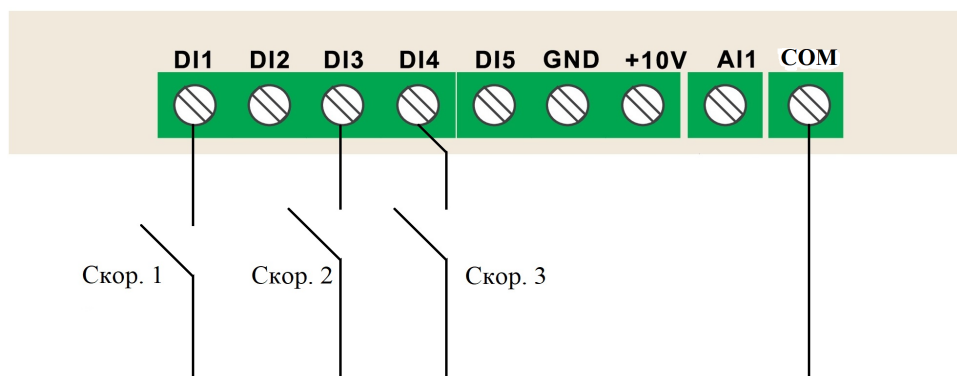 DI1 DI2 DI3 DI4 DI5 GND +10V AI1 COM
Скор. 1 Скор. 2 Скор. 3